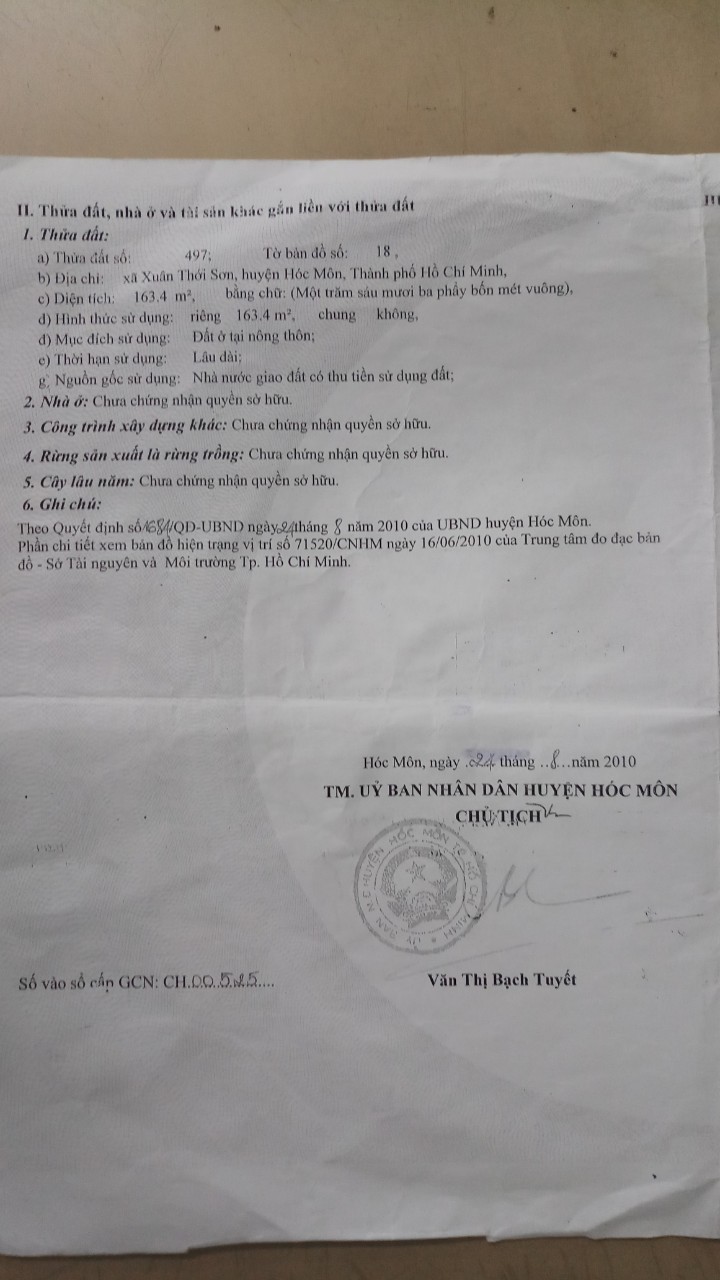 II. Thửa đất, nhà ở và tài sản khác gắn liền với thửa đất
1. Thửa đất:
a) Thửa đất số: 497; Tờ bản đồ số: 18 ,
b) Địa chỉ: xã Xuân Thới Sơn, huyện Hóc Môn, Thành phố Hồ Chí Minh,
c) Diện tích: 163.4 m², bằng chữ: (Một trăm sáu mươi ba phẩy bốn mét vuông),
d) Hình thức sử dụng: riêng 163.4 m², chung không,
đ) Mục đích sử dụng: Đất ở tại nông thôn;
e) Thời hạn sử dụng: Lâu dài;
g) Nguồn gốc sử dụng: Nhà nước giao đất có thu tiền sử dụng đất;
2. Nhà ở: Chưa chứng nhận quyền sở hữu.
3. Công trình xây dựng khác: Chưa chứng nhận quyền sở hữu.
4. Rừng sản xuất là rừng trồng: Chưa chứng nhận quyền sở hữu.
5. Cây lâu năm: Chưa chứng nhận quyền sở hữu.
6. Ghi chú:
Theo Quyết định số /QĐ-UBND ngày 24 tháng 8 năm 2010 của UBND huyện Hóc Môn.
Phần chi tiết xem bản đồ hiện trạng vị trí số 71520/CNHM ngày 16/06/2010 của Trung tâm đo đạc bản
đồ - Sở Tài nguyên và Môi trường Tp. Hồ Chí Minh.
Hóc Môn, ngày .24. tháng ..8...năm 2010
TM. UỶ BAN NHÂN DÂN HUYỆN HÓC MÔN
CHỦ TỊCH
HUYỆN HÓC MÔN T.P HỒ CHÍ MINH
Văn Thị Bạch Tuyết
Số vào sổ cấp GCN: CH.00.525....